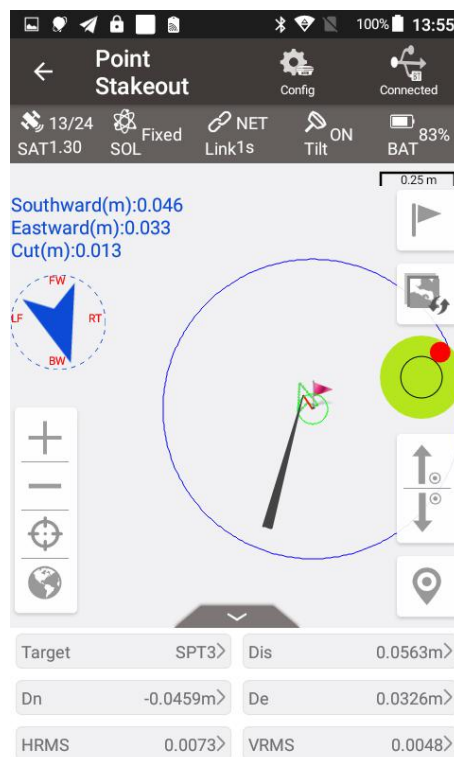 100% 13:55
Point Stakeout
Config
Connected
13/24
SAT1.30
Fixed
SOL
NET
Link1s
ON
Tilt
83%
BAT
0.25 m
Southward(m):0.046
Eastward(m):0.033
Cut(m):0.013
FW
LF RT
BW
Target SPT3
Dis 0.0563m
Dn -0.0459m
De 0.0326m
HRMS 0.0073
VRMS 0.0048